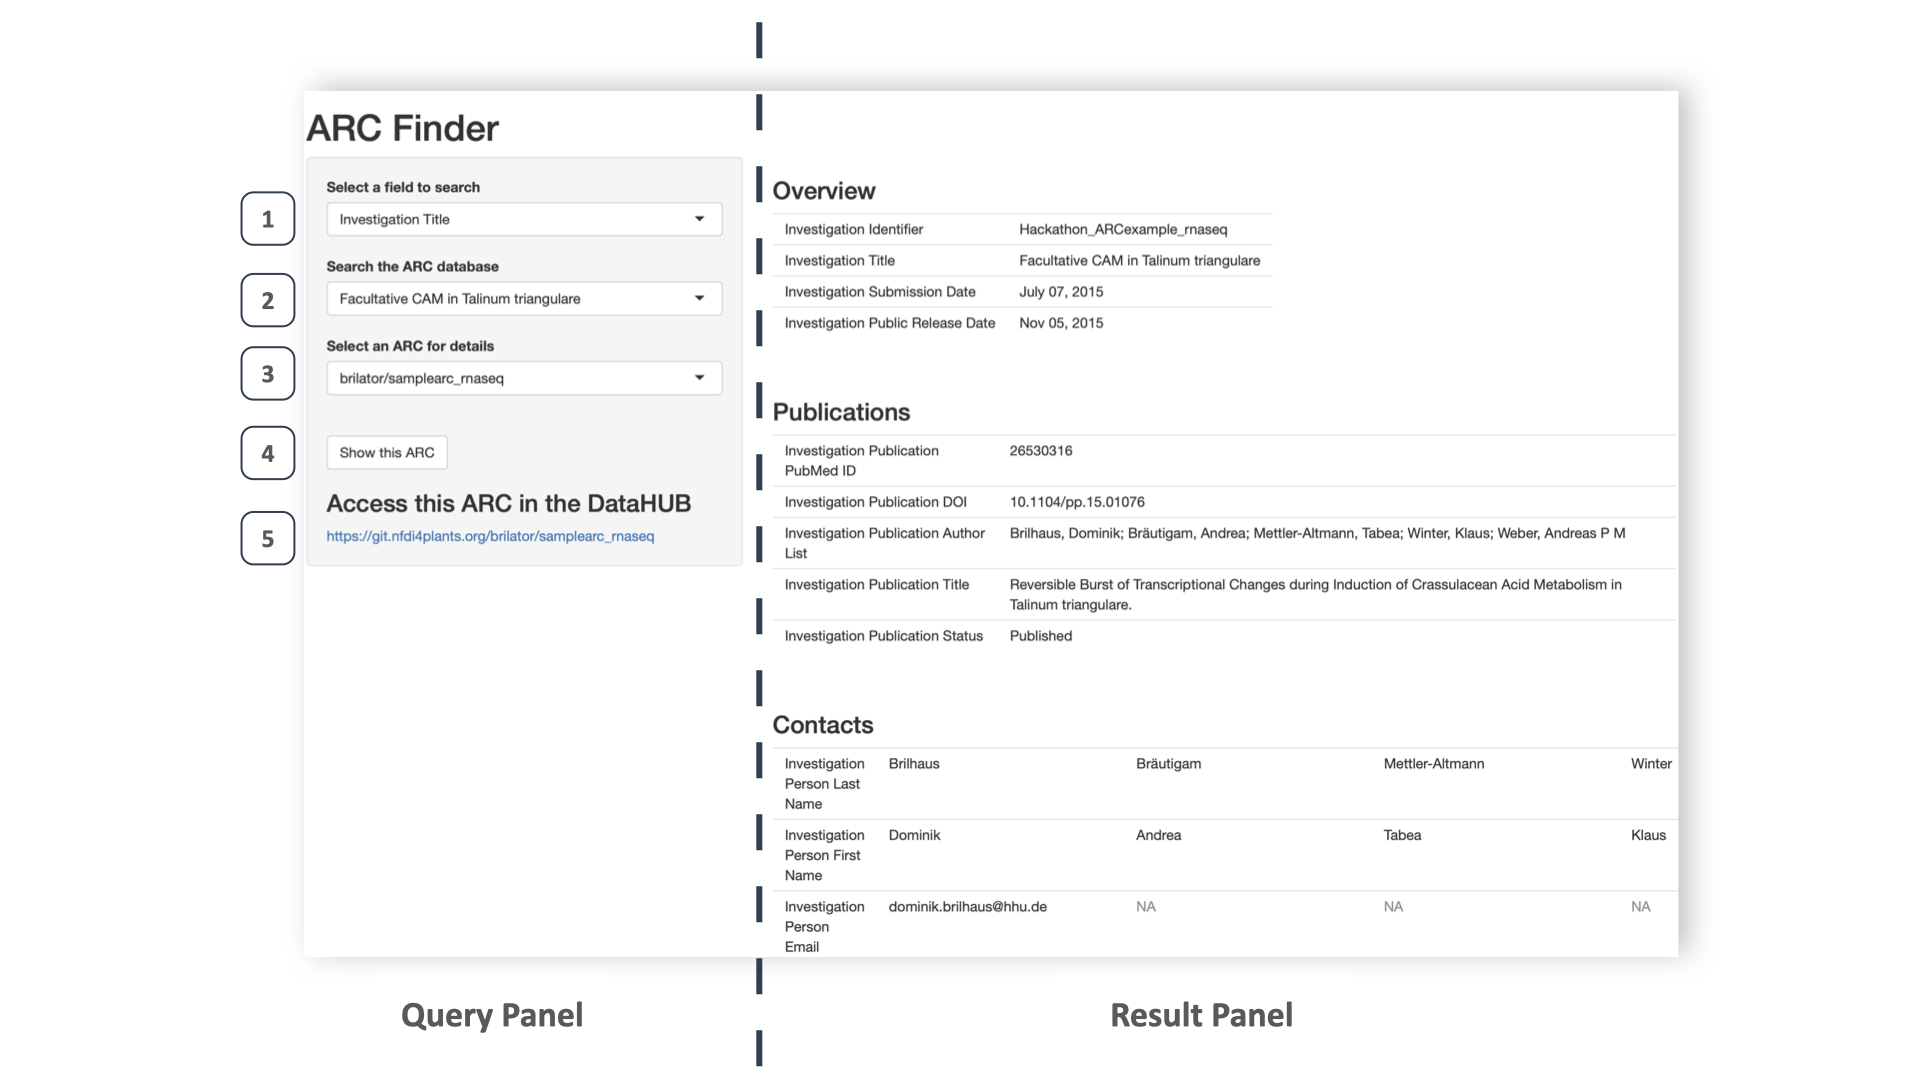 ARC Finder
1
Select a field to search
Investigation Title
2
Search the ARC database
Facultative CAM in Talinum triangulare
3
Select an ARC for details
brilator/samplearc_rnaseq
4
Show this ARC
5
Access this ARC in the DataHUB
https://git.nfdi4plants.org/brilator/samplearc_rnaseq
Query Panel
Overview
Investigation Identifier Hackathon_ARCexample_rnaseq
Investigation Title Facultative CAM in Talinum triangulare
Investigation Submission Date July 07, 2015
Investigation Public Release Date Nov 05, 2015
Publications
Investigation Publication 26530316
PubMed ID
Investigation Publication DOI 10.1104/pp.15.01076
Investigation Publication Author Brilhaus, Dominik; Bräutigam, Andrea; Mettler-Altmann, Tabea; Winter, Klaus; Weber, Andreas P M
List
Investigation Publication Title Reversible Burst of Transcriptional Changes during Induction of Crassulacean Acid Metabolism in
Talinum triangulare.
Investigation Publication Status Published
Contacts
Investigation Brilhaus Bräutigam Mettler-Altmann Winter
Person Last
Name
Investigation Dominik Andrea Tabea Klaus
Person First
Name
Investigation dominik.brilhaus@hhu.de NA NA NA
Person
Email
Result Panel